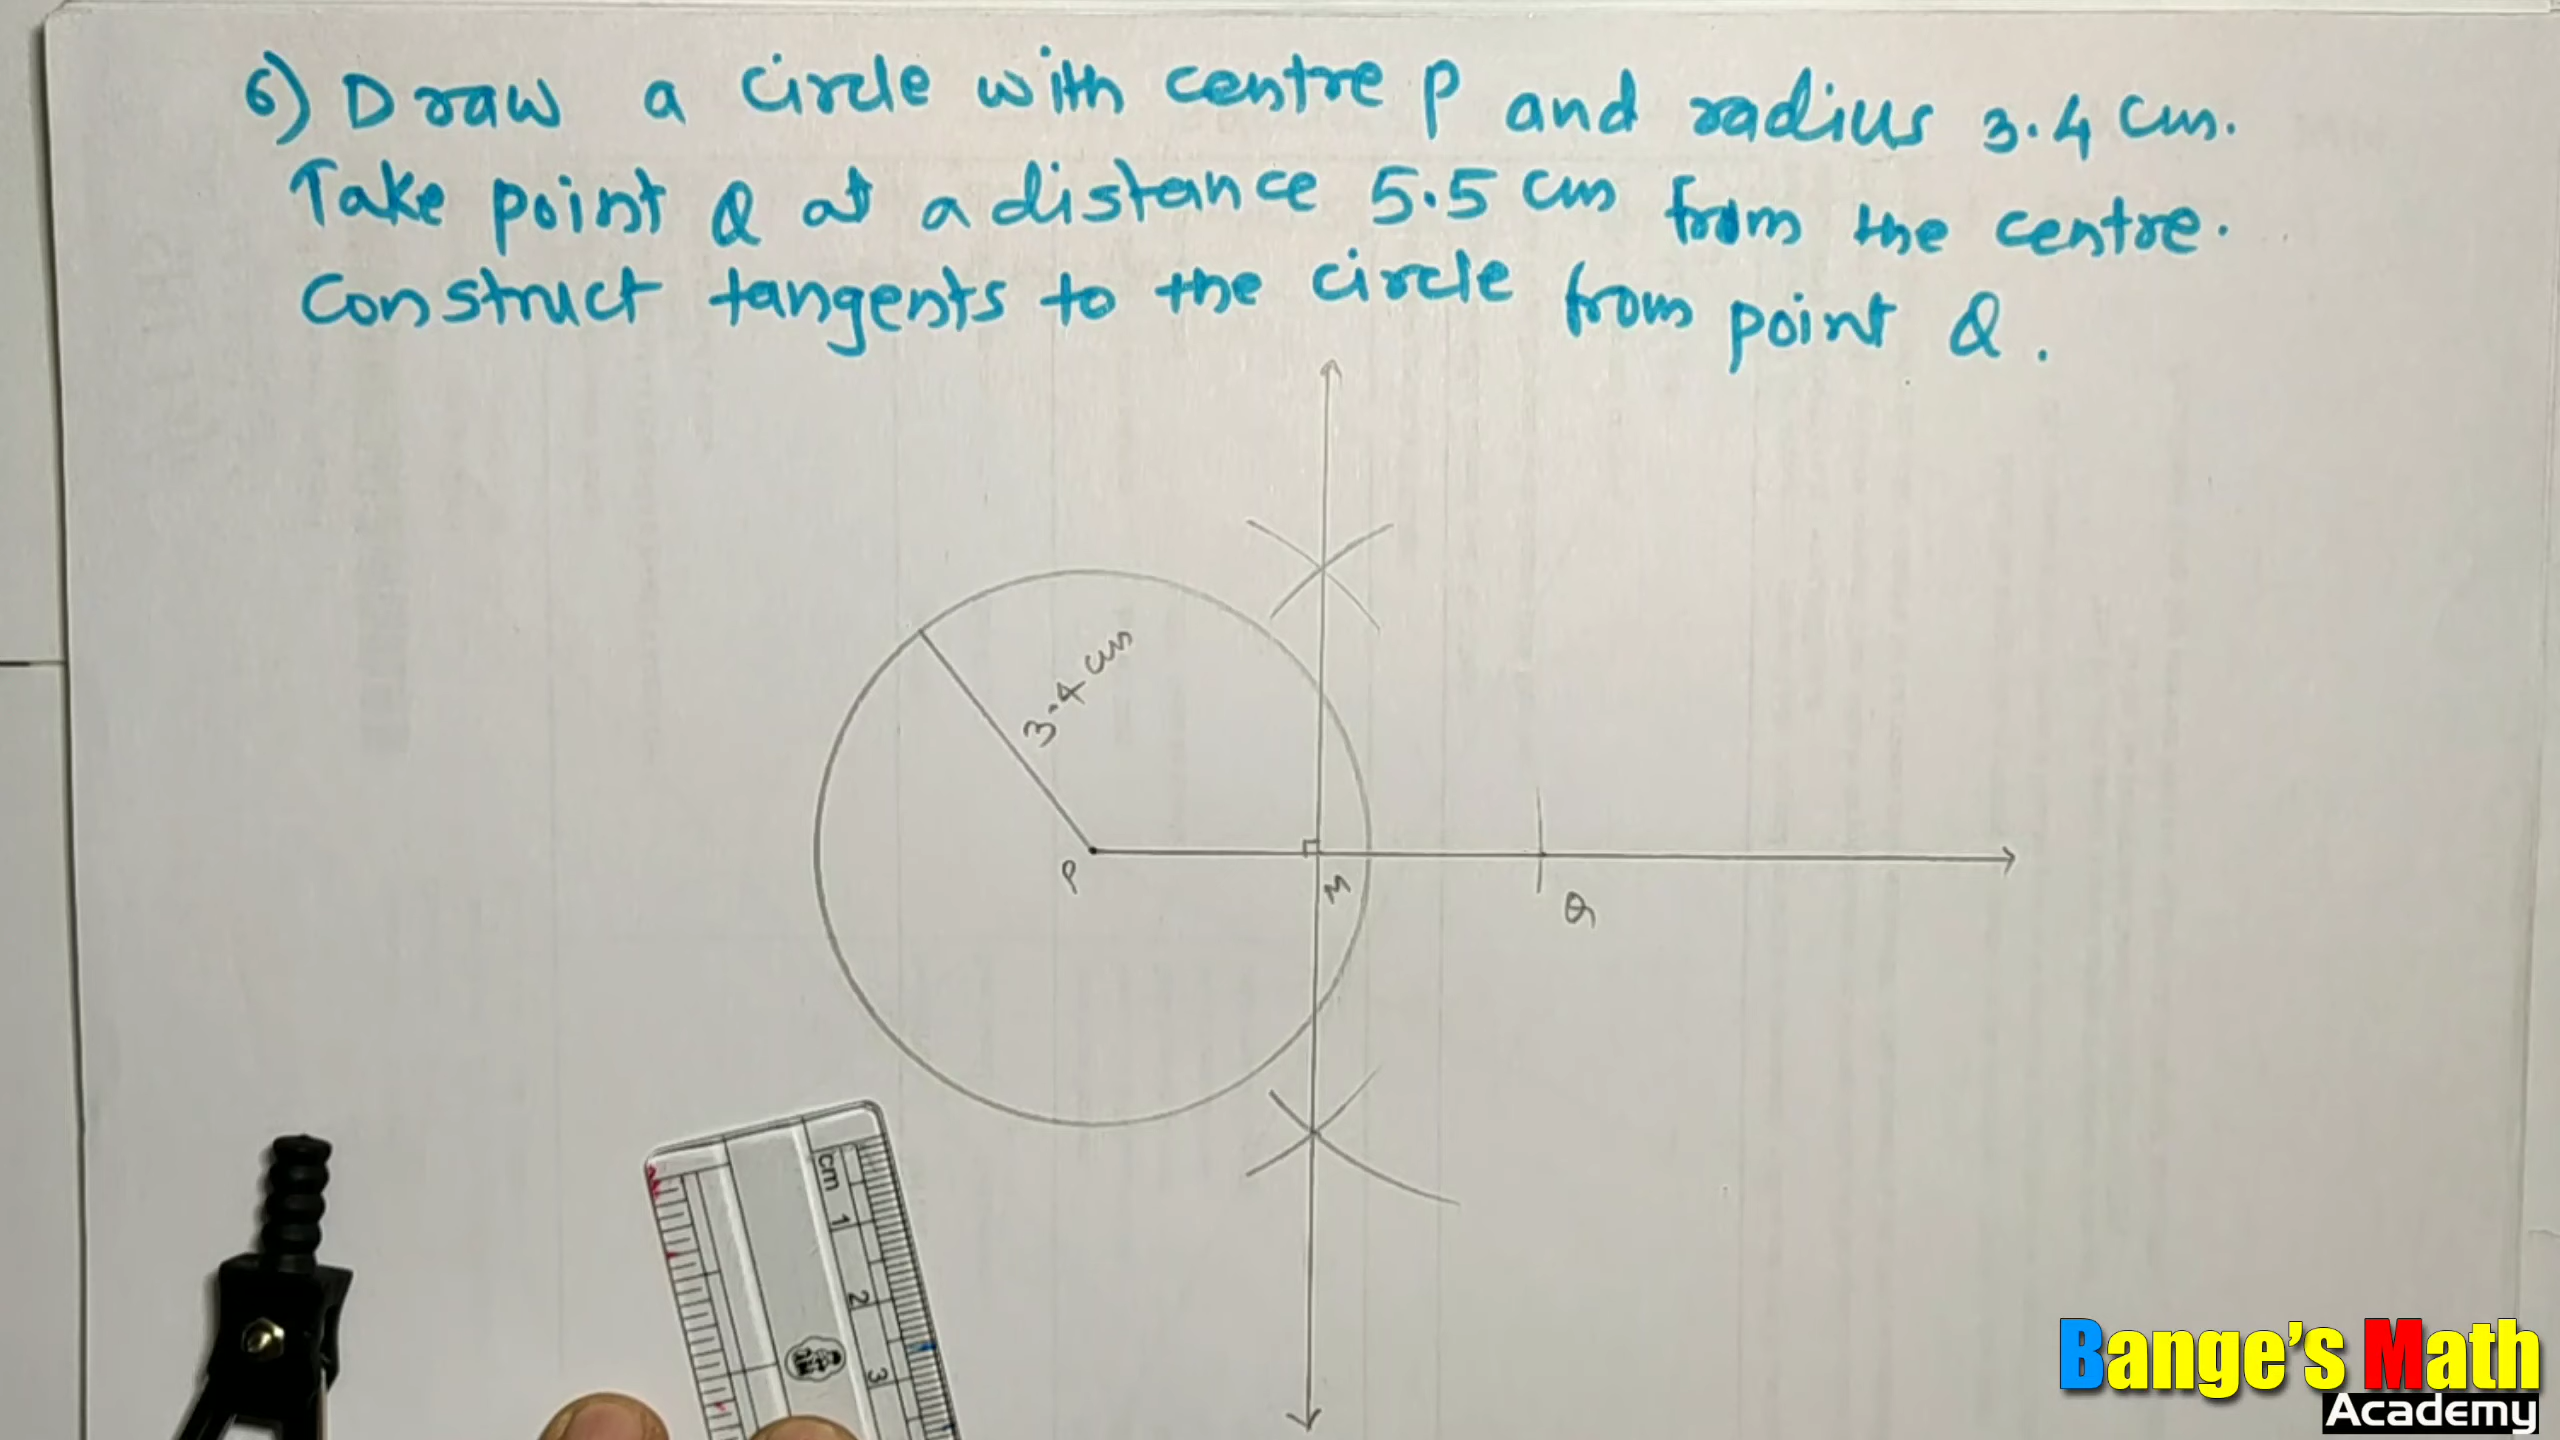 6) Draw a circle with centre P and radius 3.4 cm.
Take point Q at a distance 5.5 cm from the centre.
Construct tangents to the circle from point Q.
3.4 cm
P
M
Q
cm
1
2
3
Bange's Math
Academy